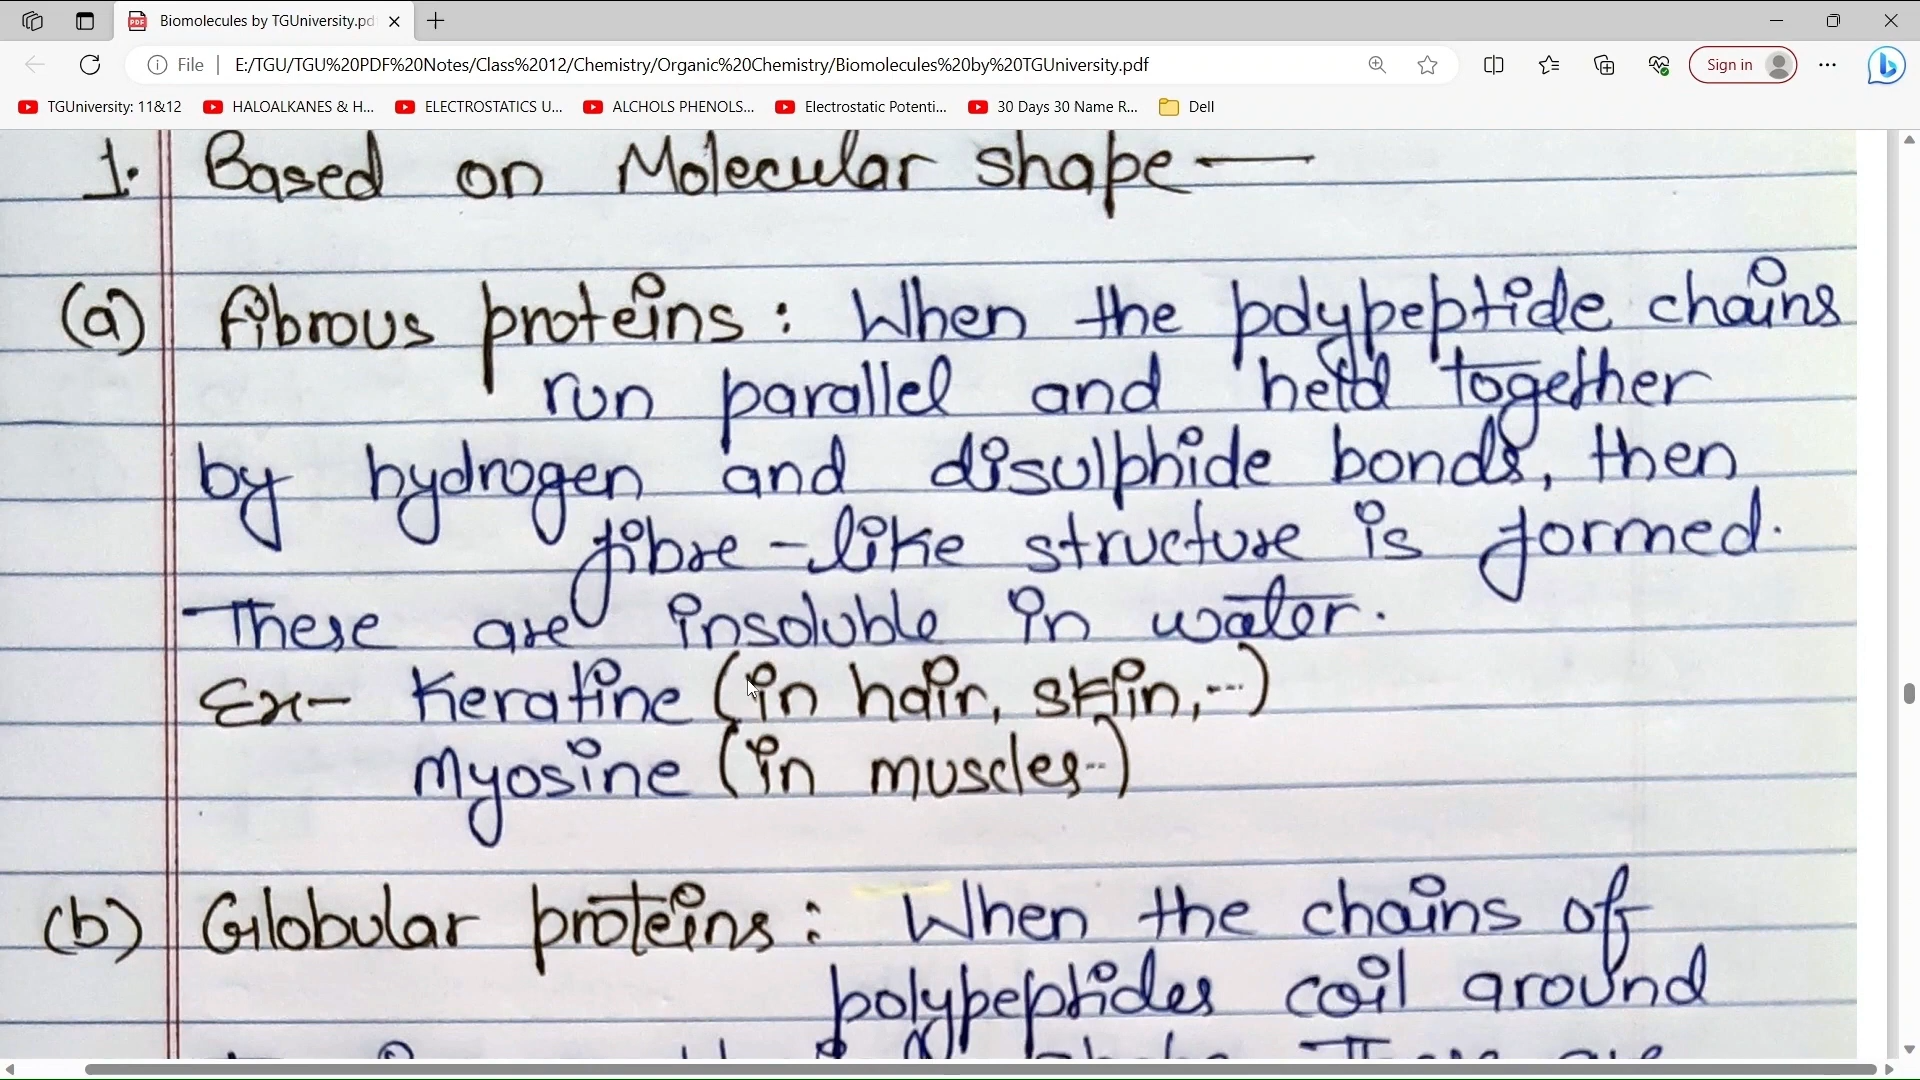 Biomolecules by TGUniversity.pd
File
E:/TGU/TGU%20PDF%20Notes/Class%2012/Chemistry/Organic%20Chemistry/Biomolecules%20by%20TGUniversity.pdf
Sign in
TGUniversity: 11&12
HALOALKANES & H...
ELECTROSTATICS U...
ALCHOLS PHENOLS...
Electrostatic Potenti...
30 Days 30 Name R...
Dell
1. Based on Molecular shape —
(a) fibrous proteins : When the polypeptide chains
run parallel and held together
by hydrogen and disulphide bonds, then
fibre-like structure is formed.
These are insoluble in water.
Ex- Keratine (in hair, skin,...)
Myosine (in muscles..)
(b) Globular proteins : When the chains of
polypeptides coil around